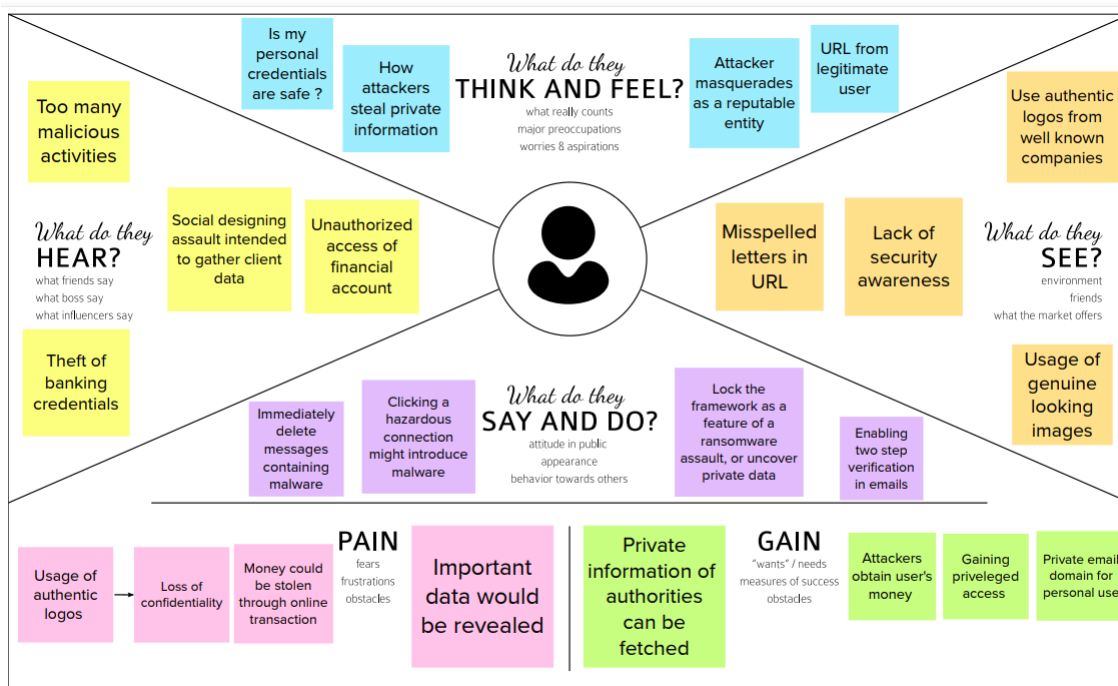 Is my
personal
credentials
are safe ?
How
attackers
steal private
information
What do they
THINK AND FEEL?
what really counts
major preoccupations
worries & aspirations
Attacker
masquerades
as a reputable
entity
URL from
legitimate
user
Too many
malicious
activities
Social designing
assault intended
to gather client
data
Unauthorized
access of
financial
account
What do they
HEAR?
what friends say
what boss say
what influencers say
Theft of
banking
credentials
Use authentic
logos from
well known
companies
Misspelled
letters in
URL
Lack of
security
awareness
What do they
SEE?
environment
friends
what the market offers
Usage of
genuine
looking
images
Immediately
delete
messages
containing
malware
Clicking a
hazardous
connection
might introduce
malware
What do they
SAY AND DO?
attitude in public
appearance
behavior towards others
Lock the
framework as a
feature of a
ransomware
assault, or uncover
private data
Enabling
two step
verification
in emails
Usage of
authentic
logos
Loss of
confidentiality
Money could
be stolen
through online
transaction
PAIN
fears
frustrations
obstacles
Important
data would
be revealed
Private
information of
authorities
can be
fetched
GAIN
"wants" / needs
measures of success
obstacles
Attackers
obtain user's
money
Gaining
priveleged
access
Private email
domain for
personal use